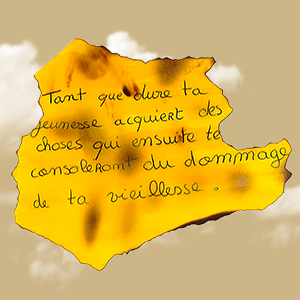 Tant que dure ta
jeunesse acquiert des
choses qui ensuite te
consoleront du dommage
de ta vieillesse.